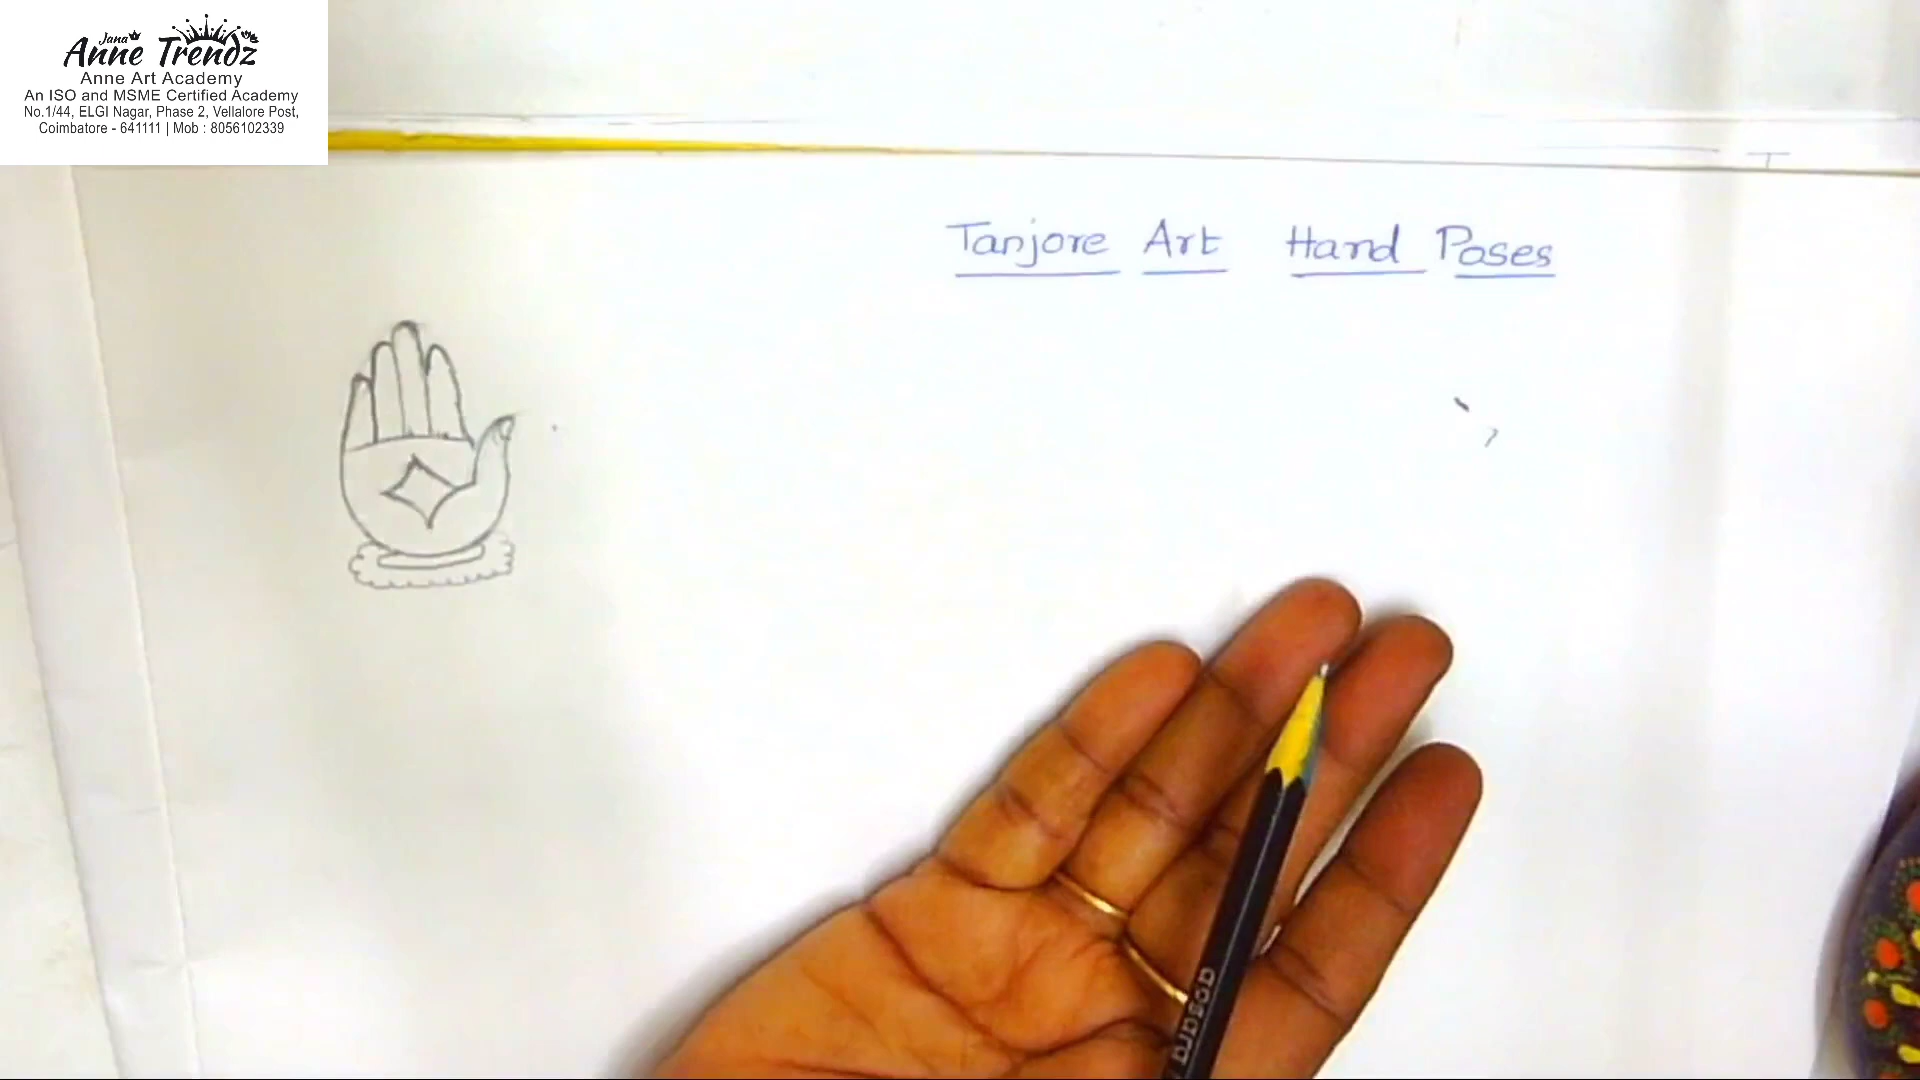 Jana
Anne Trendz
Anne Art Academy
An ISO and MSME Certified Academy
No.1/44, ELGI Nagar, Phase 2, Vellalore Post,
Coimbatore - 641111 | Mob : 8056102339
Tanjore Art Hand Poses
apsara